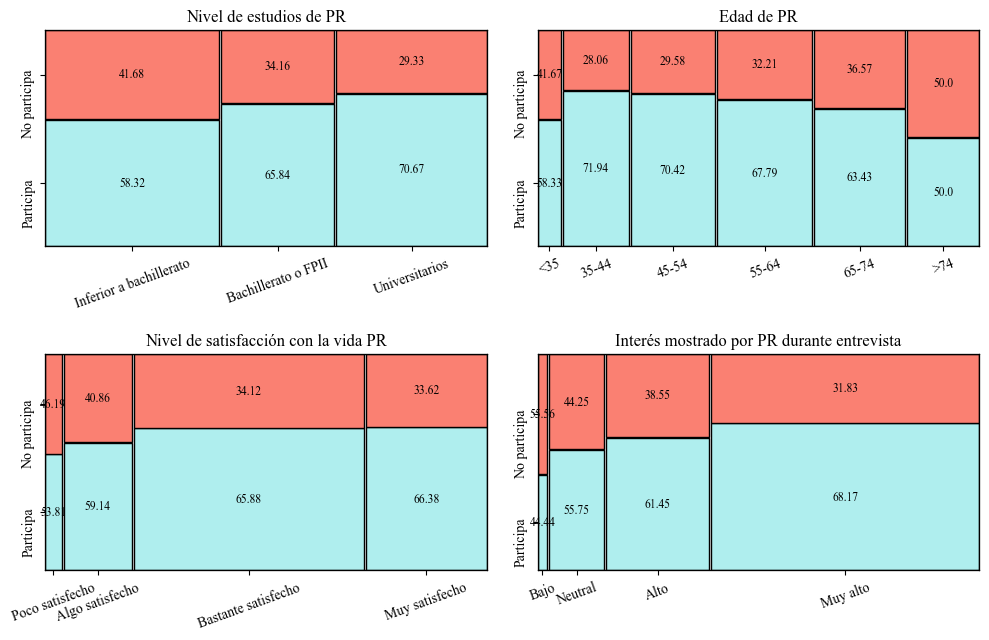 Nivel de estudios de PR
No participa
Participa
41.68
34.16
29.33
58.32
65.84
70.67
Inferior a bachillerato
Bachillerato o FPII
Universitarios
Edad de PR
No participa
Participa
41.67
28.06
29.58
32.21
36.57
50.0
58.33
71.94
70.42
67.79
63.43
50.0
<35
35-44
45-54
55-64
65-74
>74
Nivel de satisfacción con la vida PR
No participa
Participa
46.19
40.86
34.12
33.62
53.81
59.14
65.88
66.38
Poco satisfecho
Algo satisfecho
Bastante satisfecho
Muy satisfecho
Interés mostrado por PR durante entrevista
No participa
Participa
55.56
44.25
38.55
31.83
44.44
55.75
61.45
68.17
Bajo
Neutral
Alto
Muy alto